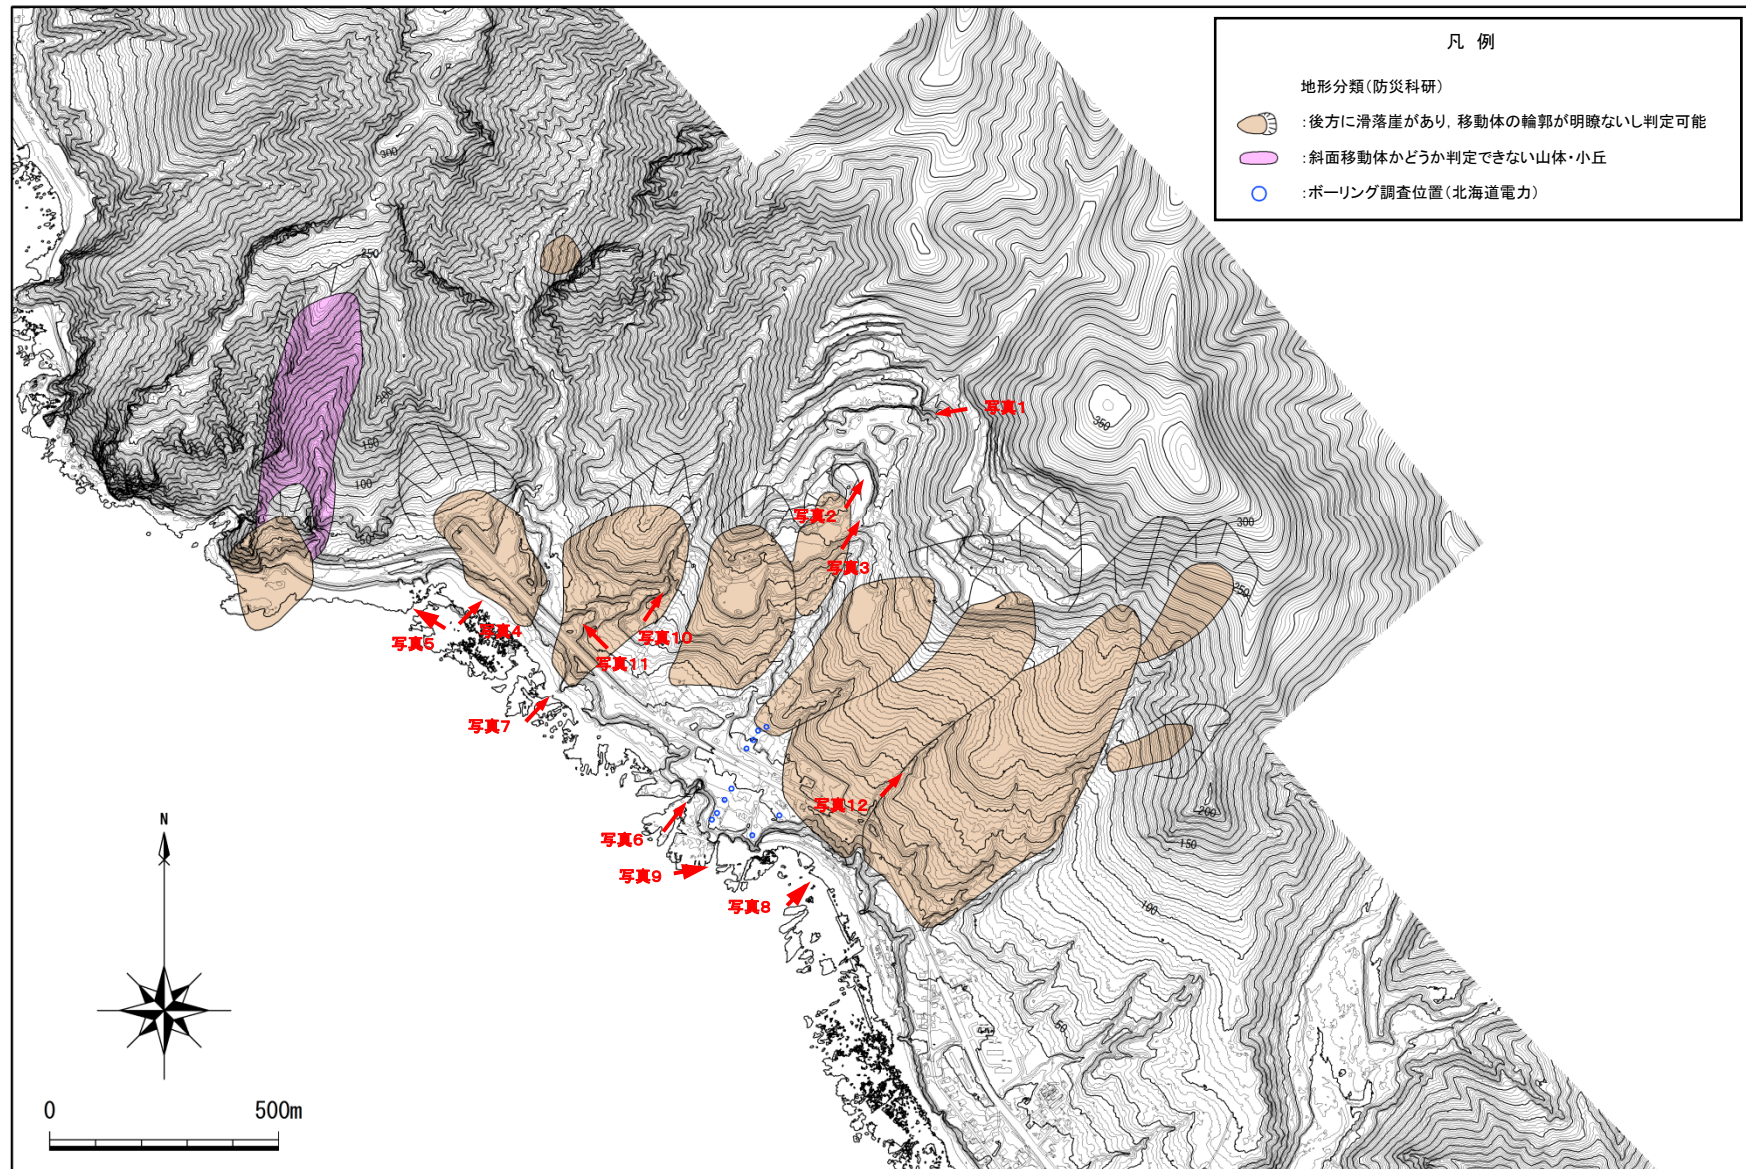 凡 例
地形分類(防災科研)
:後方に滑落崖があり, 移動体の輪郭が明瞭ないし判定可能
:斜面移動体かどうか判定できない山体・小丘
:ボーリング調査位置(北海道電力)
300
250
200
150
100
50
350
写真1
写真2
写真3
300
250
写真4
写真5
写真10
写真11
写真7
写真12
写真6
写真9
写真8
200
150
100
50
N
0 500m